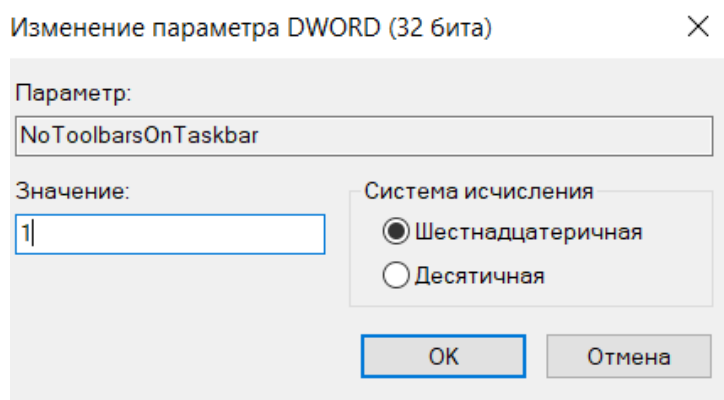 Изменение параметра DWORD (32 бита)
Параметр:
NoToolbarsOnTaskbar
Значение:
1
Система исчисления
Шестнадцатеричная
Десятичная
OK
Отмена